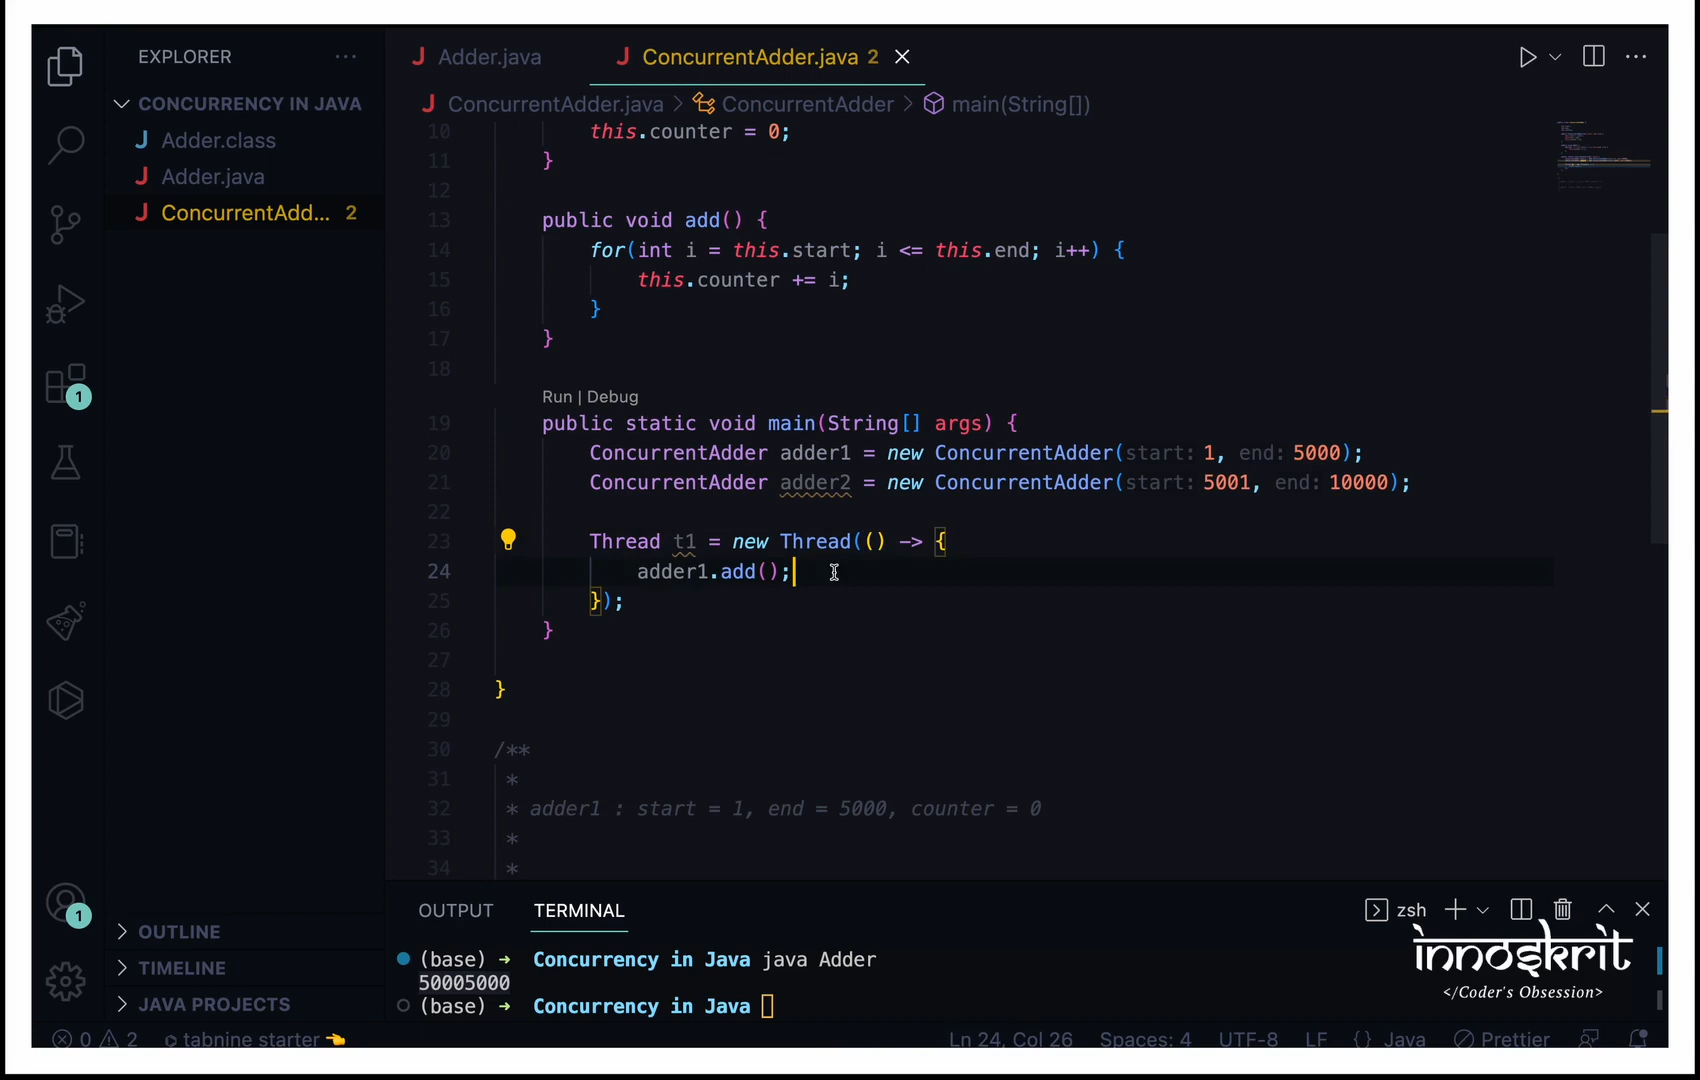 EXPLORER ···
Adder.java
ConcurrentAdder.java 2
CONCURRENCY IN JAVA
Adder.class
Adder.java
ConcurrentAdd... 2
ConcurrentAdder.java > ConcurrentAdder > main(String[])
10 this.counter = 0;
11 }
12
13 public void add() {
14 for(int i = this.start; i <= this.end; i++) {
15 this.counter += i;
16 }
17 }
18
Run | Debug
19 public static void main(String[] args) {
20 ConcurrentAdder adder1 = new ConcurrentAdder(start: 1, end: 5000);
21 ConcurrentAdder adder2 = new ConcurrentAdder(start: 5001, end: 10000);
22
23 Thread t1 = new Thread(() -> {
24 adder1.add();
25 });
26 }
27
28 }
29
30 /**
31 *
32 * adder1 : start = 1, end = 5000, counter = 0
33 *
34 *
1
1
OUTLINE
TIMELINE
JAVA PROJECTS
OUTPUT TERMINAL
zsh
(base) → Concurrency in Java java Adder
50005000
(base) → Concurrency in Java
innoskrit
</Coder's Obsession>
0 2 tabnine starter
Ln 24, Col 26 Spaces: 4 UTF-8 LF {} Java Prettier